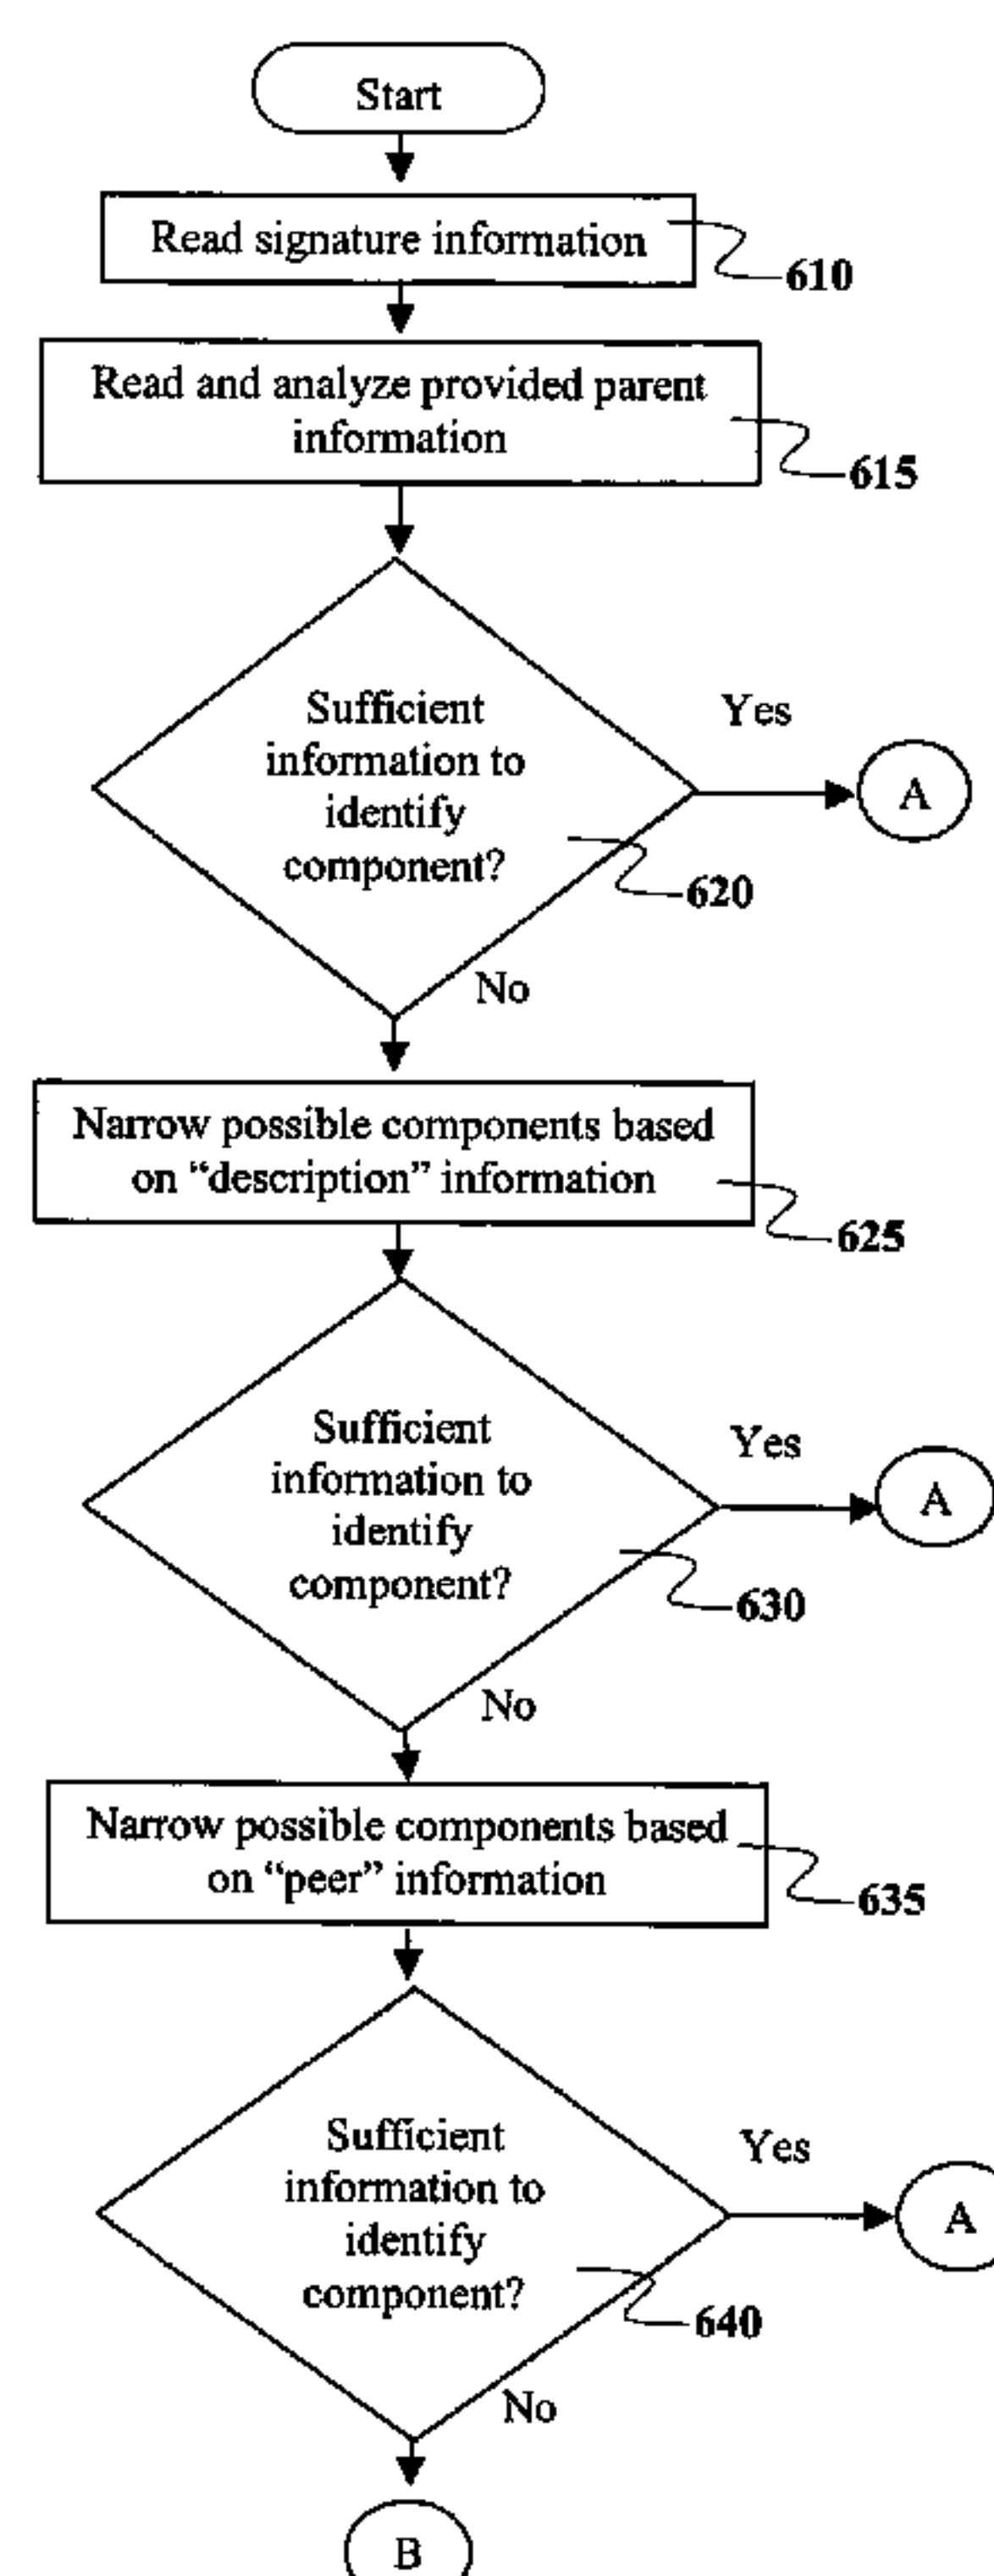 Start
Read signature information
610
Read and analyze provided parent
information
615
Sufficient
information to
identify
component?
Yes
A
620
No
Narrow possible components based
on “description” information
625
Sufficient
information to
identify
component?
Yes
A
630
No
Narrow possible components based
on “peer” information
635
Sufficient
information to
identify
component?
Yes
A
640
No
B